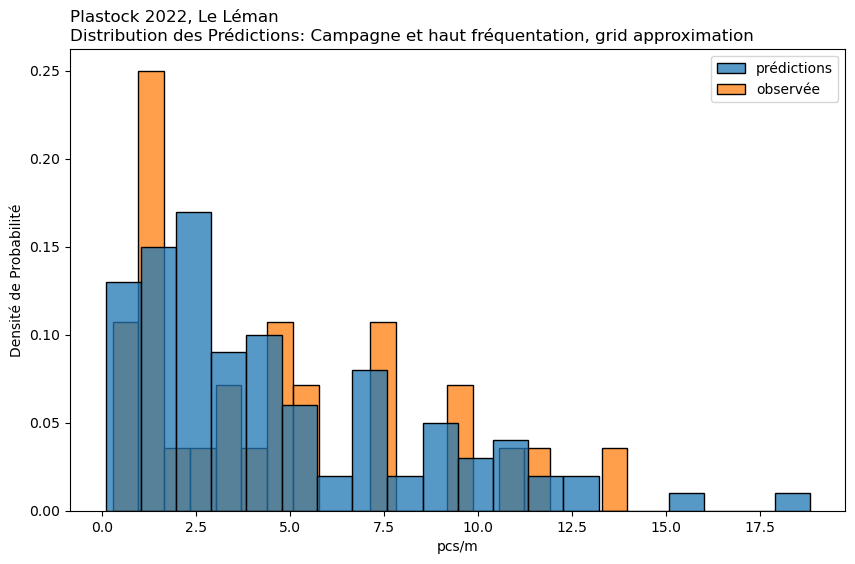 Plastock 2022, Le Léman
Distribution des Prédictions: Campagne et haut fréquentation, grid approximation
prédictions
observée
0.25
0.20
0.15
0.10
0.05
0.00
Densité de Probabilité
0.0 2.5 5.0 7.5 10.0 12.5 15.0 17.5
pcs/m